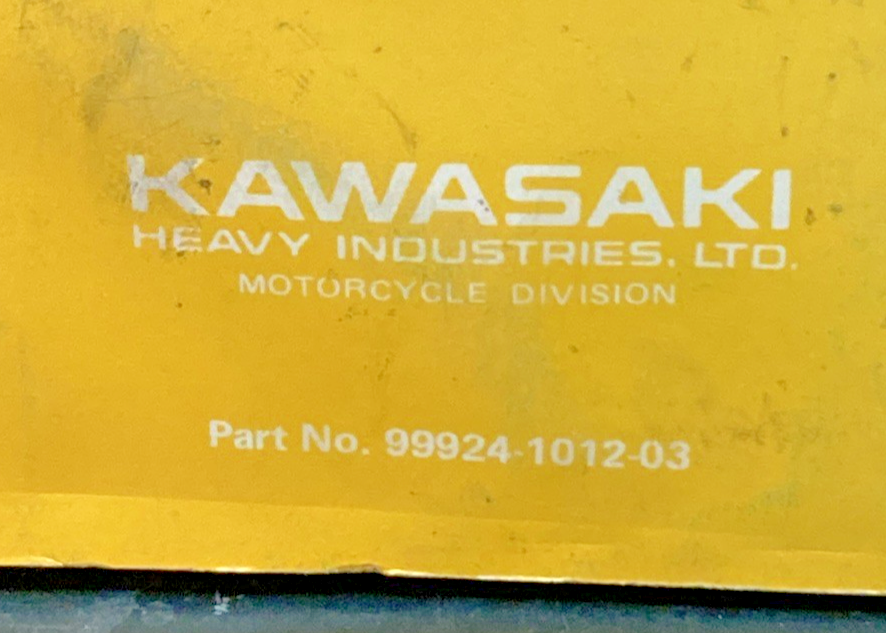 KAWASAKI
HEAVY INDUSTRIES, LTD.
MOTORCYCLE DIVISION
Part No. 99924-1012-03